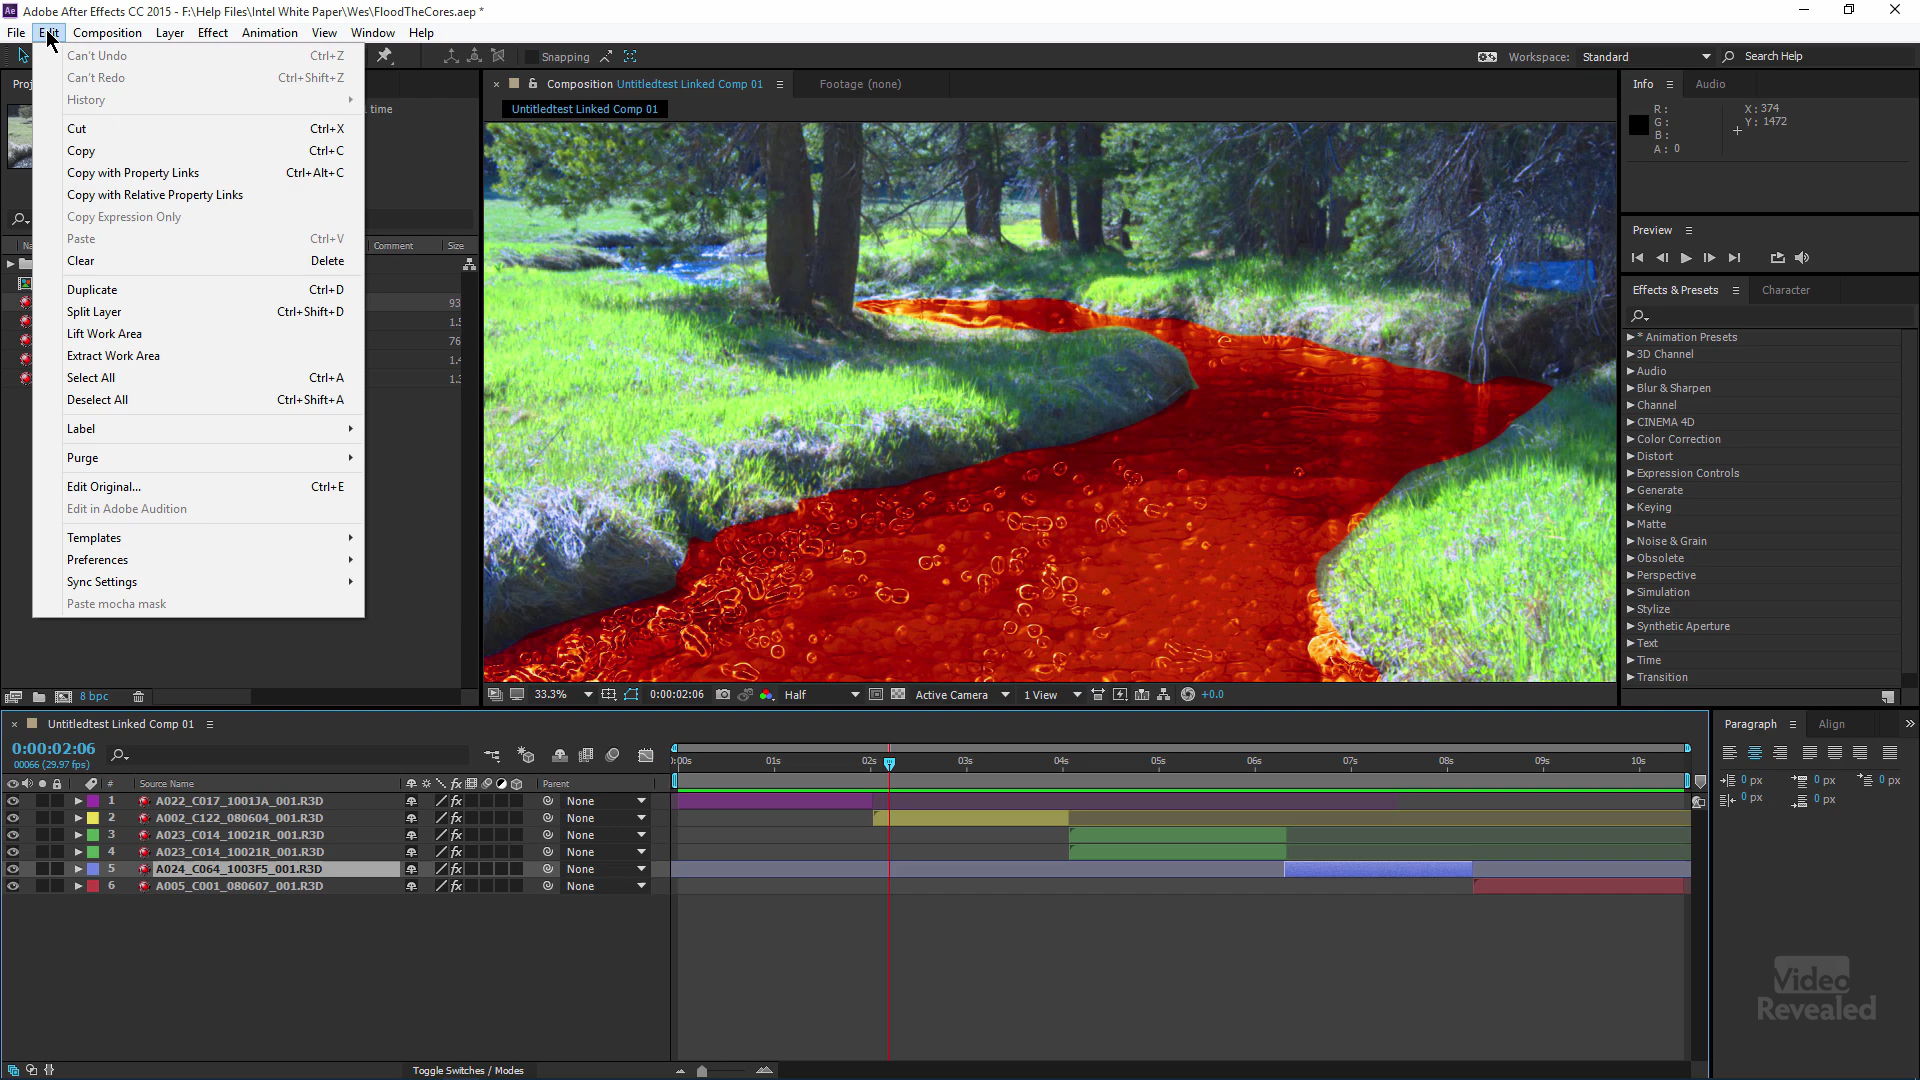 Adobe After Effects CC 2015 - F:\Help Files\Intel White Paper\Wes\FloodTheCores.aep *
File Edit Composition Layer Effect Animation View Window Help
Snapping
Workspace: Standard
Search Help
Can't Undo Ctrl+Z
Can't Redo Ctrl+Shift+Z
History
Cut Ctrl+X
Copy Ctrl+C
Copy with Property Links Ctrl+Alt+C
Copy with Relative Property Links
Copy Expression Only
Paste Ctrl+V
Clear Delete
Duplicate Ctrl+D
Split Layer Ctrl+Shift+D
Lift Work Area
Extract Work Area
Select All Ctrl+A
Deselect All Ctrl+Shift+A
Label
Purge
Edit Original... Ctrl+E
Edit in Adobe Audition
Templates
Preferences
Sync Settings
Paste mocha mask
time
Comment Size
8 bpc
Composition Untitledtest Linked Comp 01
Footage (none)
Untitledtest Linked Comp 01
33.3% 0:00:02:06 Half Active Camera 1 View +0.0
Info Audio
R:
G:
B:
A: 0
X: 374
Y: 1472
Preview
Effects & Presets Character
* Animation Presets
3D Channel
Audio
Blur & Sharpen
Channel
CINEMA 4D
Color Correction
Distort
Expression Controls
Generate
Keying
Matte
Noise & Grain
Obsolete
Perspective
Simulation
Stylize
Synthetic Aperture
Text
Time
Transition
Untitledtest Linked Comp 01
0:00:02:06
00066 (29.97 fps)
:00s 01s 02s 03s 04s 05s 06s 07s 08s 09s 10s
# Source Name fx Parent
1 A022_C017_1001JA_001.R3D fx None
2 A002_C122_080604_001.R3D fx None
3 A023_C014_10021R_001.R3D fx None
4 A023_C014_10021R_001.R3D fx None
5 A024_C064_1003F5_001.R3D fx None
6 A005_C001_080607_001.R3D fx None
Toggle Switches / Modes
Paragraph Align
0 px 0 px 0 px
0 px 0 px
Video
Revealed